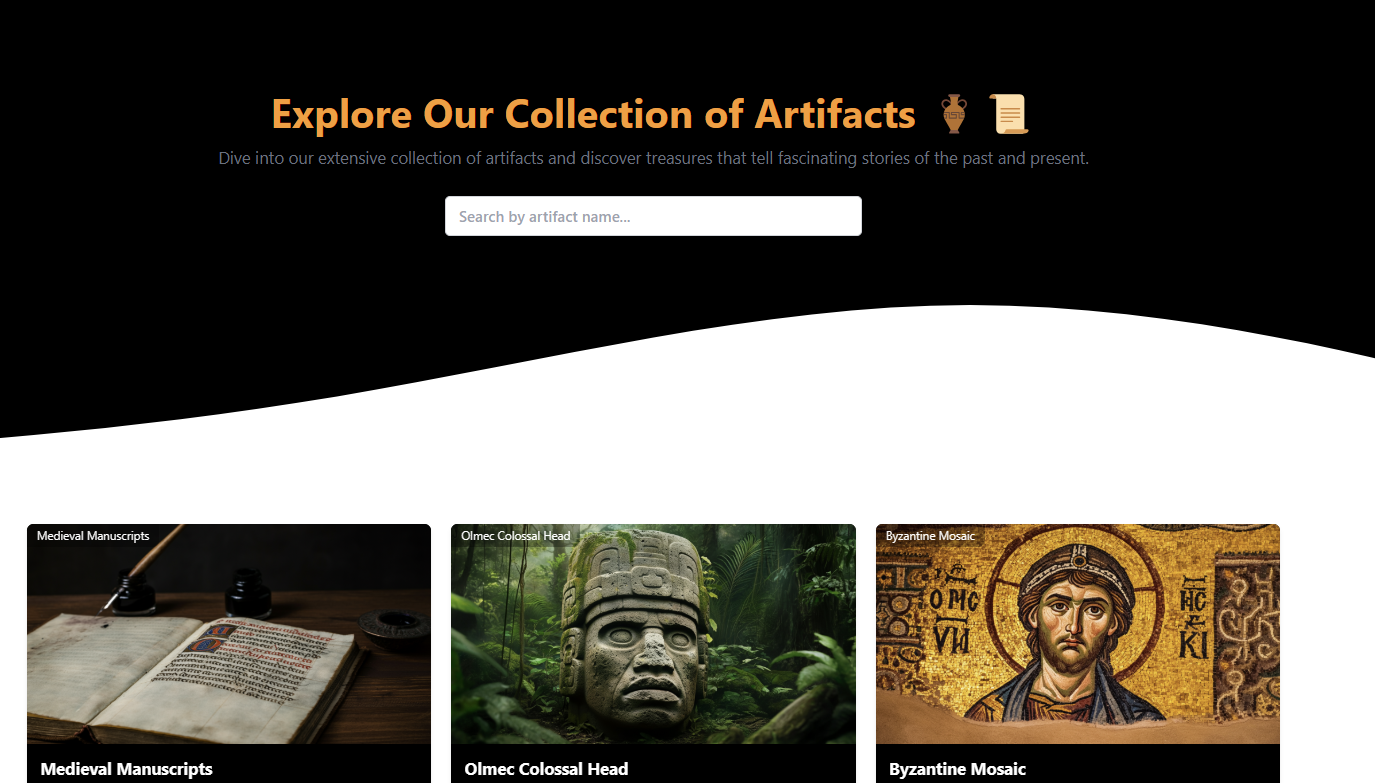 Explore Our Collection of Artifacts 🏺 📜
Dive into our extensive collection of artifacts and discover treasures that tell fascinating stories of the past and present.
Search by artifact name...
Medieval Manuscripts
Olmec Colossal Head
Byzantine Mosaic
Medieval Manuscripts
Olmec Colossal Head
Byzantine Mosaic